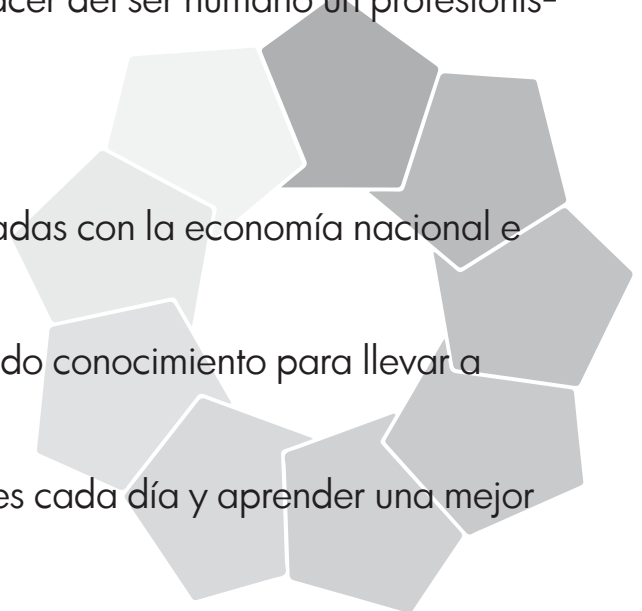 acer del ser humano un profesionis-
adas con la economía nacional e
do conocimiento para llevar a
es cada día y aprender una mejor